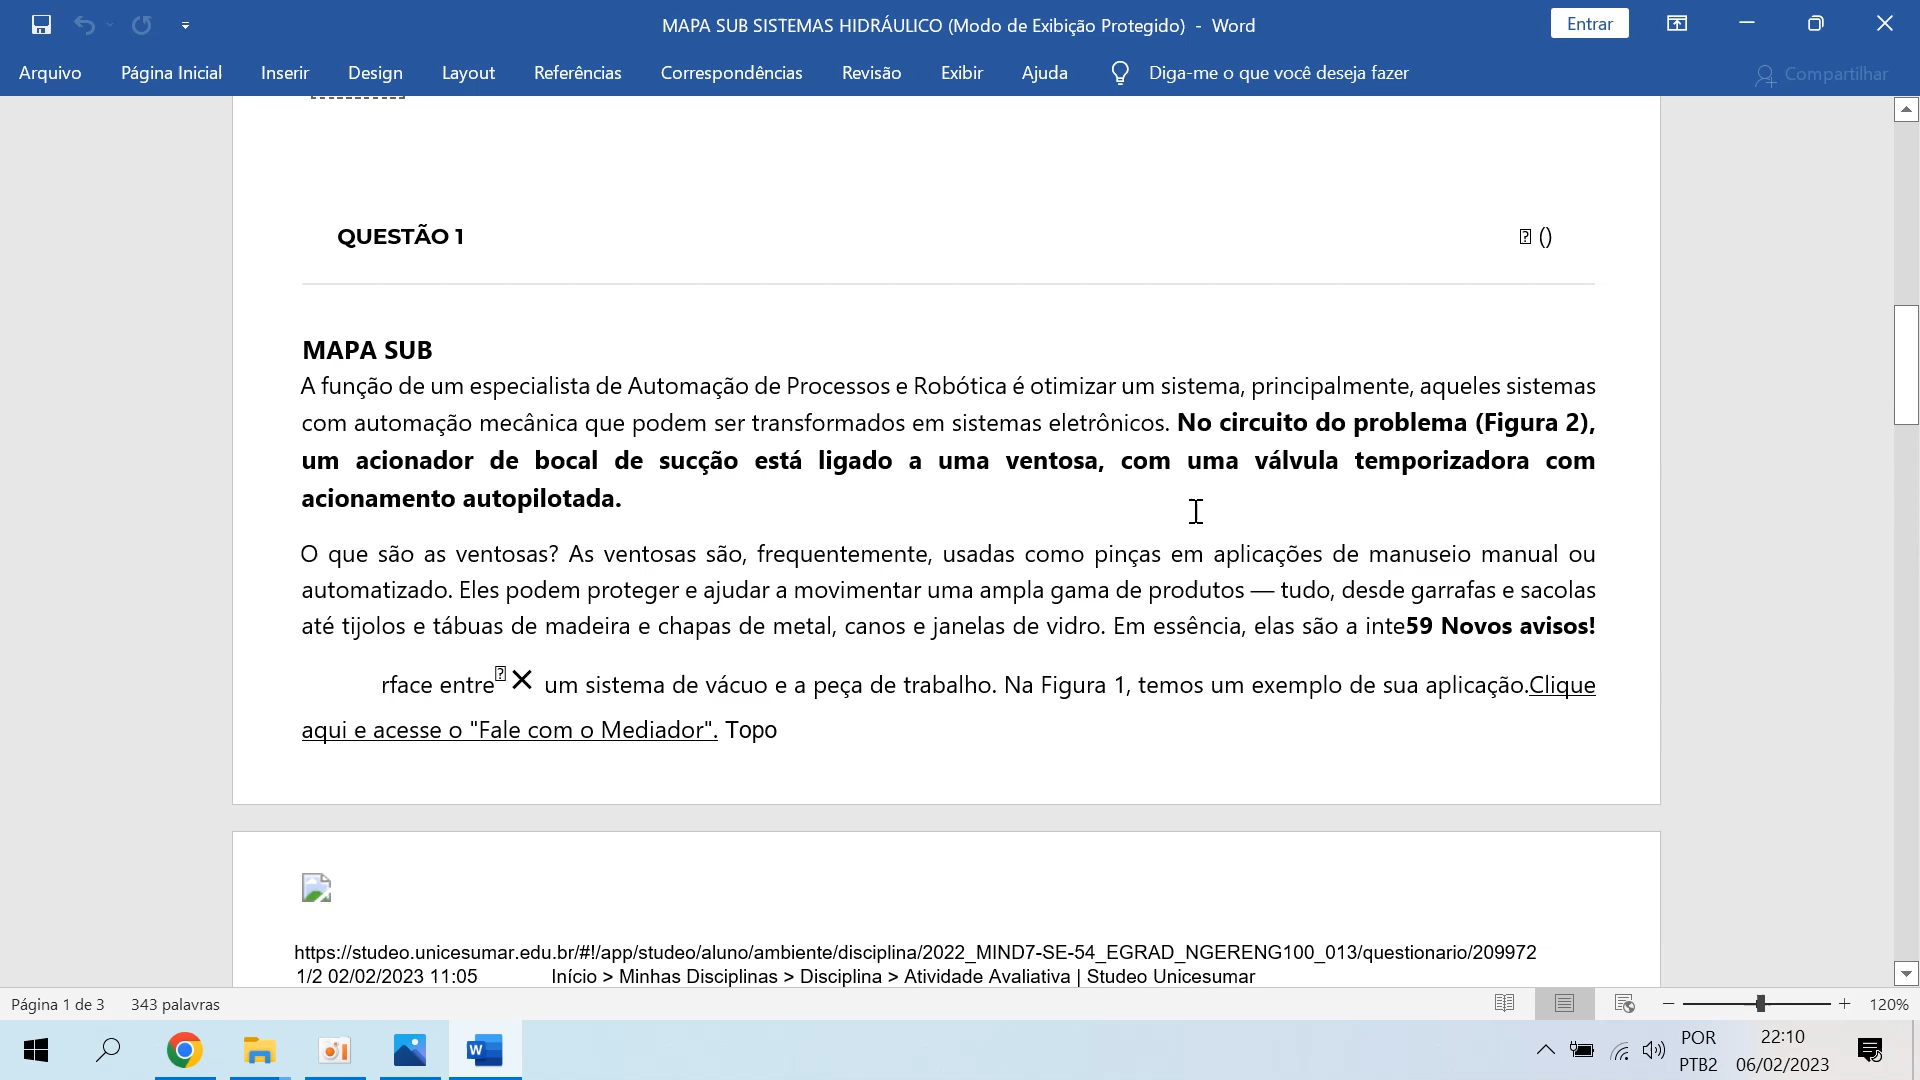 MAPA SUB SISTEMAS HIDRÁULICO (Modo de Exibição Protegido) - Word
Entrar
Arquivo Página Inicial Inserir Design Layout Referências Correspondências Revisão Exibir Ajuda Diga-me o que você deseja fazer Compartilhar
QUESTÃO 1 ()
MAPA SUB
A função de um especialista de Automação de Processos e Robótica é otimizar um sistema, principalmente, aqueles sistemas
com automação mecânica que podem ser transformados em sistemas eletrônicos. No circuito do problema (Figura 2),
um acionador de bocal de sucção está ligado a uma ventosa, com uma válvula temporizadora com
acionamento autopilotada.
O que são as ventosas? As ventosas são, frequentemente, usadas como pinças em aplicações de manuseio manual ou
automatizado. Eles podem proteger e ajudar a movimentar uma ampla gama de produtos — tudo, desde garrafas e sacolas
até tijolos e tábuas de madeira e chapas de metal, canos e janelas de vidro. Em essência, elas são a inte59 Novos avisos!
rface entre × um sistema de vácuo e a peça de trabalho. Na Figura 1, temos um exemplo de sua aplicação.Clique
aqui e acesse o "Fale com o Mediador". Topo
https://studeo.unicesumar.edu.br/#!/app/studeo/aluno/ambiente/disciplina/2022_MIND7-SE-54_EGRAD_NGERENG100_013/questionario/209972
1/2 02/02/2023 11:05 Início > Minhas Disciplinas > Disciplina > Atividade Avaliativa | Studeo Unicesumar
Página 1 de 3 343 palavras 120%
POR 22:10
PTB2 06/02/2023